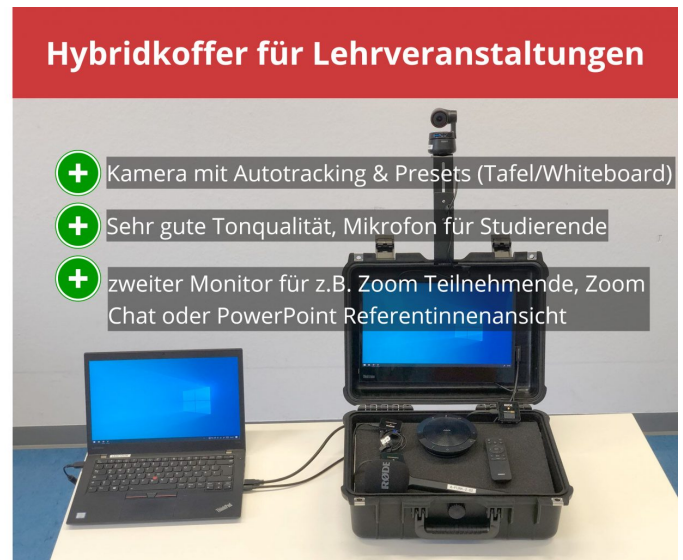 Hybridkoffer für Lehrveranstaltungen
Kamera mit Autotracking & Presets (Tafel/Whiteboard)
Sehr gute Tonqualität, Mikrofon für Studierende
zweiter Monitor für z.B. Zoom Teilnehmende, Zoom
Chat oder PowerPoint Referentinnenansicht
RØDE